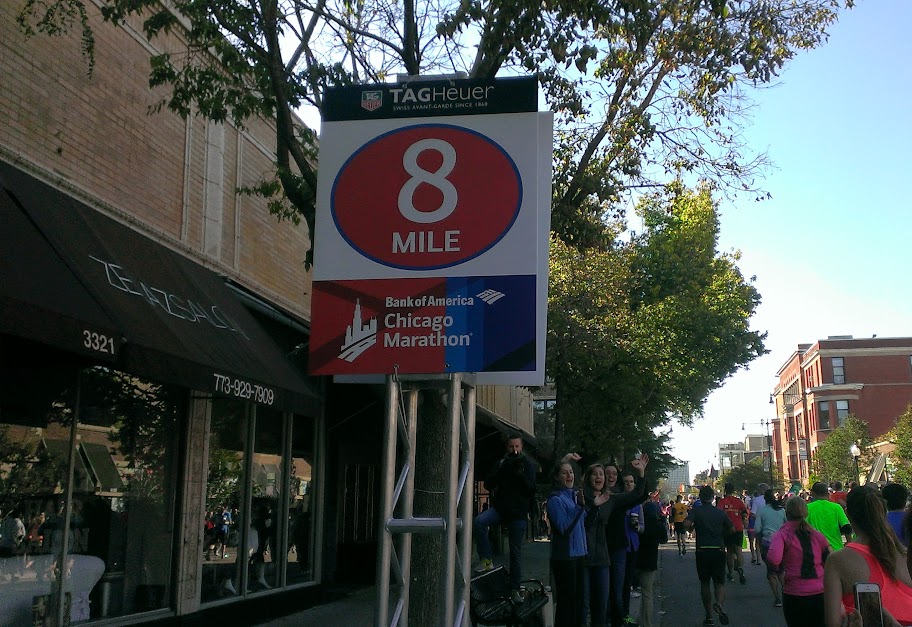 TAGHeuer
SWISS AVANT-GARDE SINCE 1860
8
MILE
Bank of America
Chicago
Marathon®
3321
773-929-7909